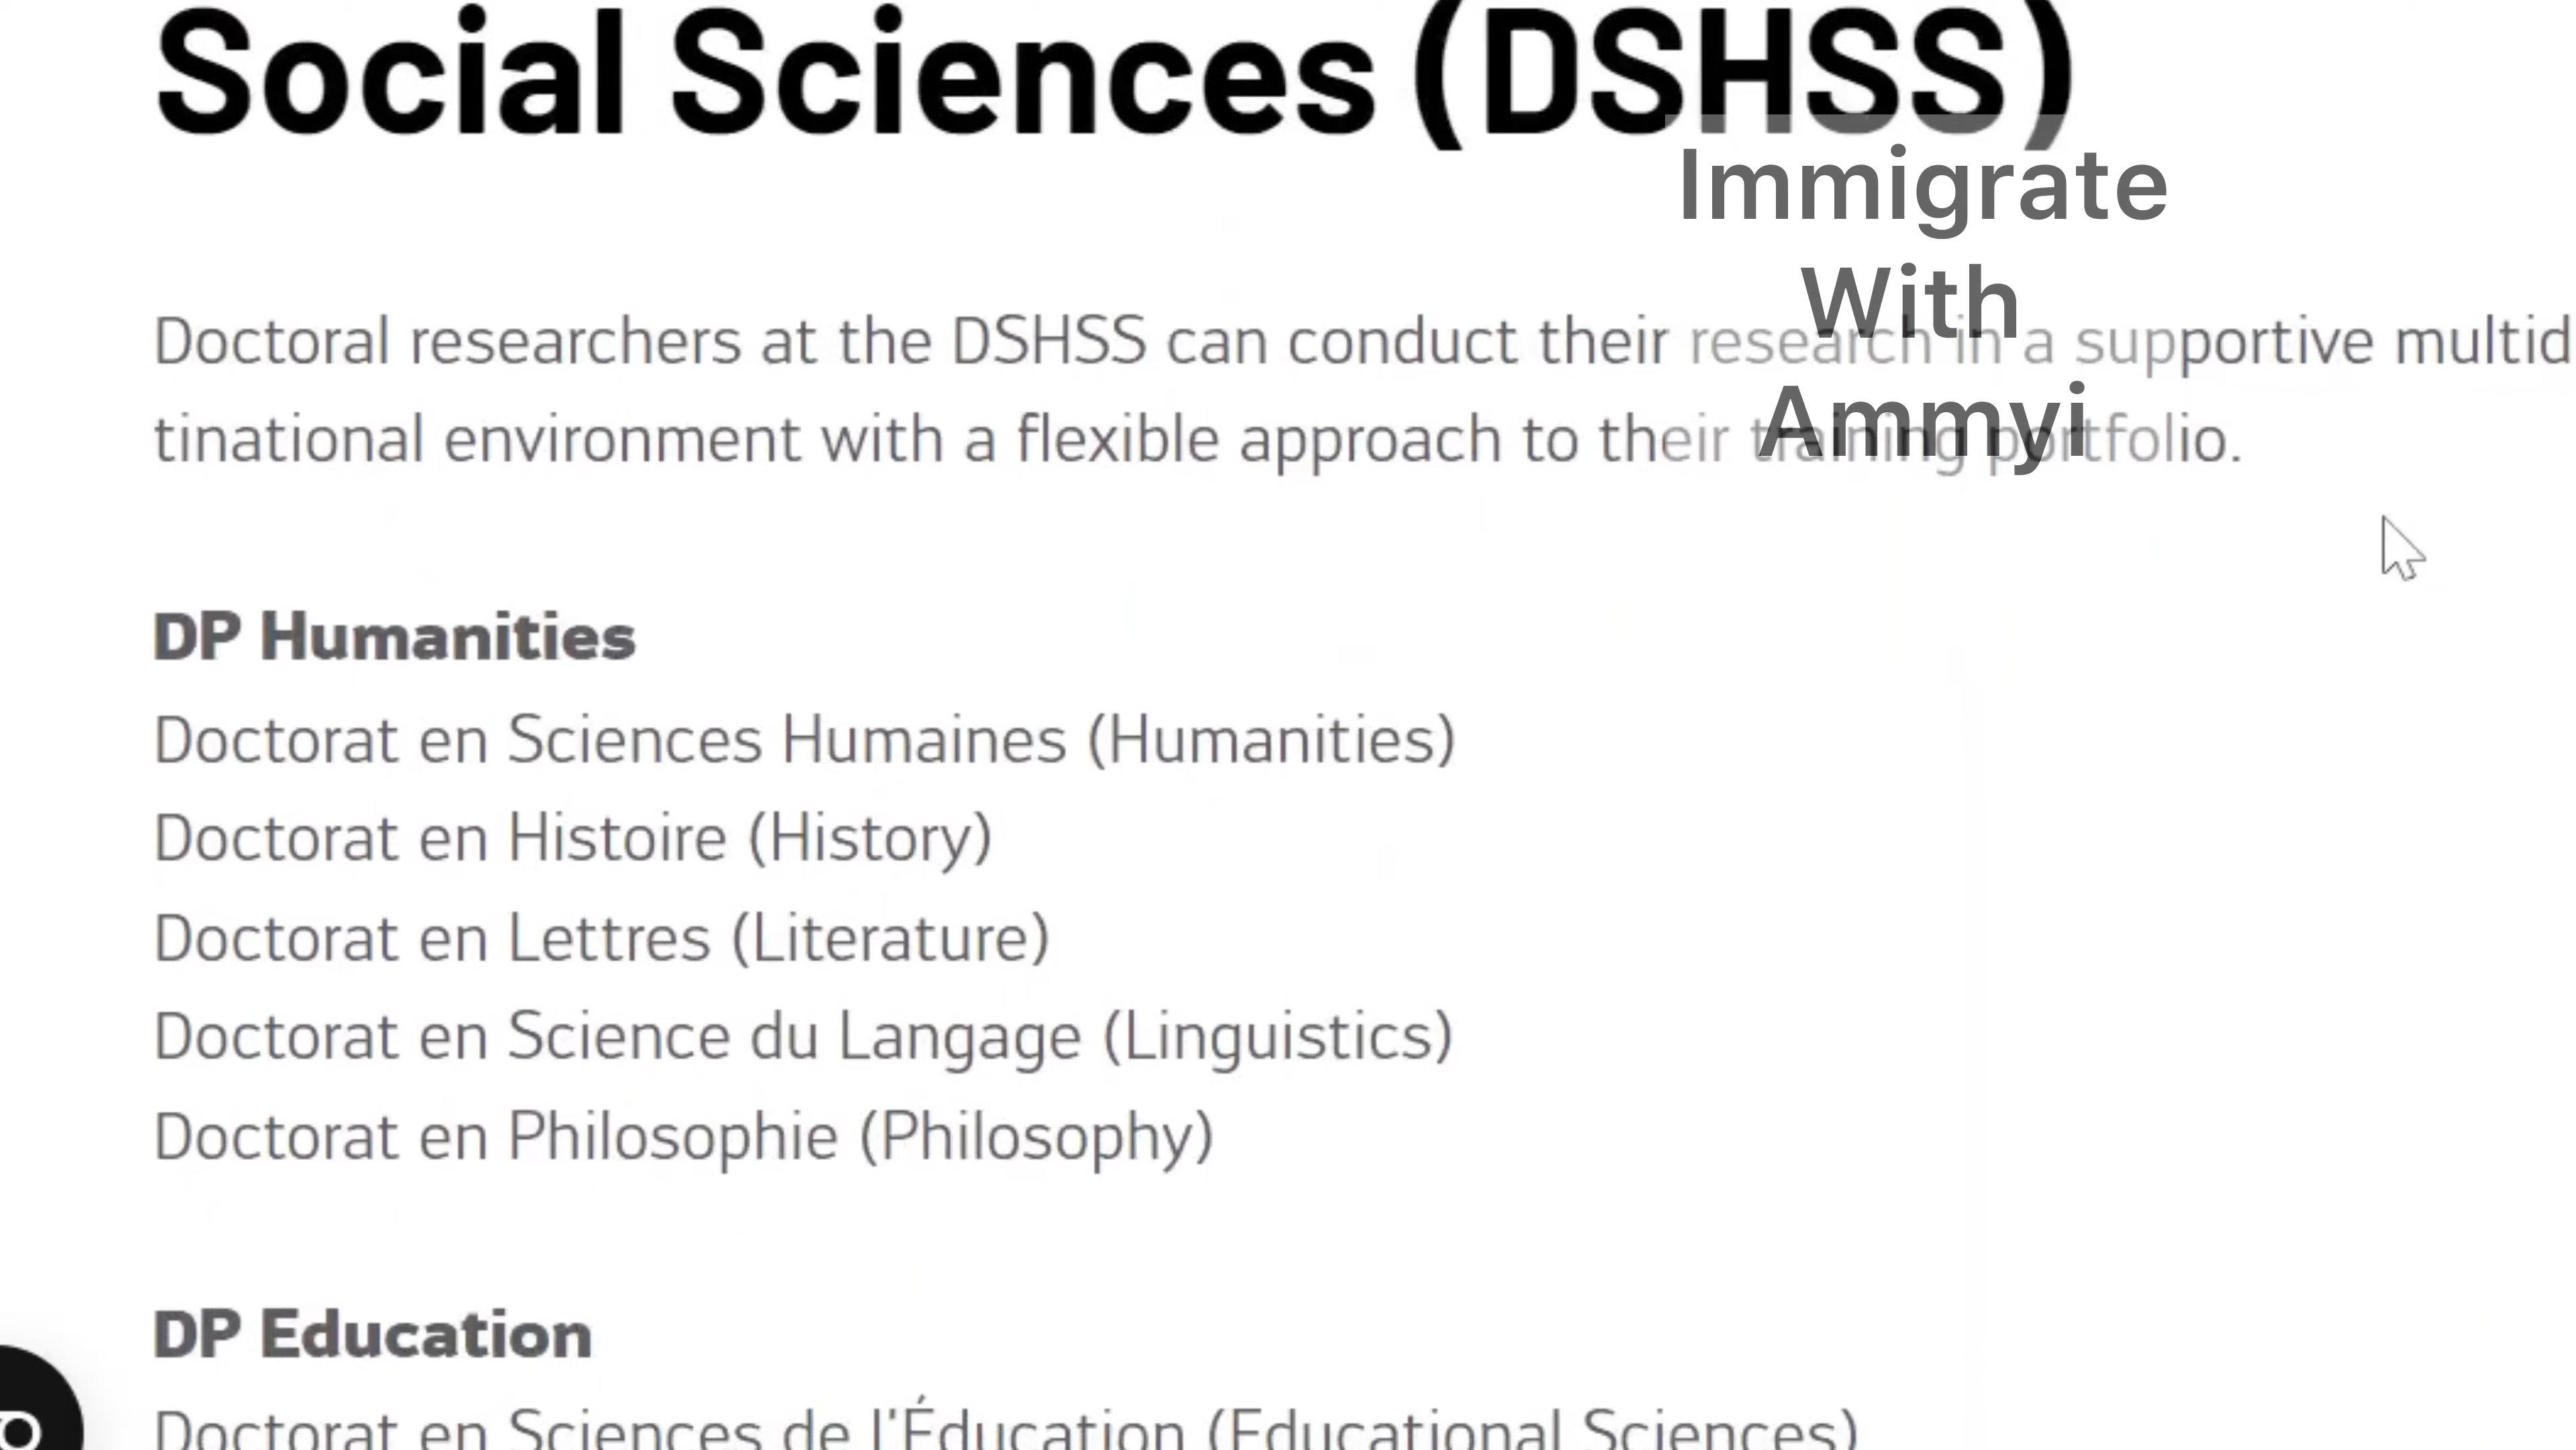 Social Sciences (DSHSS)
Immigrate
With
Ammyi
Doctoral researchers at the DSHSS can conduct their research in a supportive multid
tinational environment with a flexible approach to their training portfolio.
DP Humanities
Doctorat en Sciences Humaines (Humanities)
Doctorat en Histoire (History)
Doctorat en Lettres (Literature)
Doctorat en Science du Langage (Linguistics)
Doctorat en Philosophie (Philosophy)
DP Education
Doctorat en Sciences de l'Éducation (Educational Sciences)